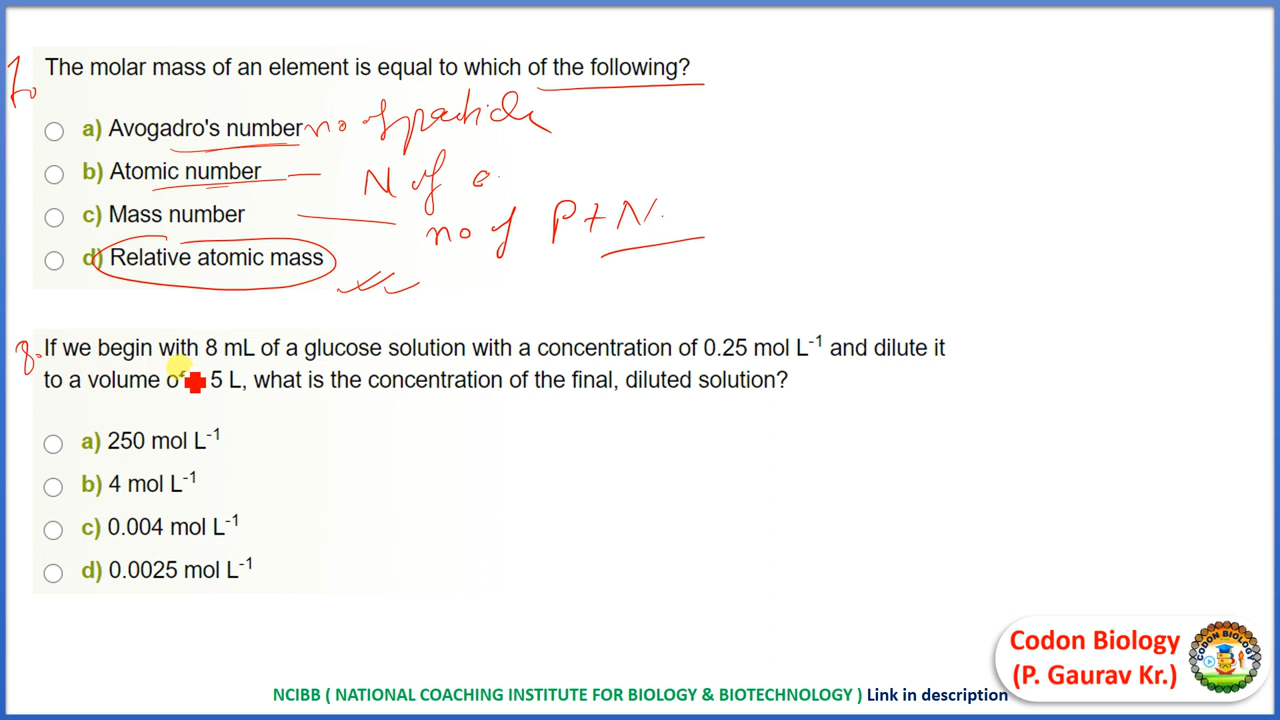 7. The molar mass of an element is equal to which of the following?
a) Avogadro's number no of particle
b) Atomic number — N of e
c) Mass number — no of P+N
d) Relative atomic mass
8. If we begin with 8 mL of a glucose solution with a concentration of 0.25 mol L⁻¹ and dilute it
to a volume of 5 L, what is the concentration of the final, diluted solution?
a) 250 mol L⁻¹
b) 4 mol L⁻¹
c) 0.004 mol L⁻¹
d) 0.0025 mol L⁻¹
Codon Biology
(P. Gaurav Kr.)
CODON BIOLOGY
NCIBB ( NATIONAL COACHING INSTITUTE FOR BIOLOGY & BIOTECHNOLOGY ) Link in description